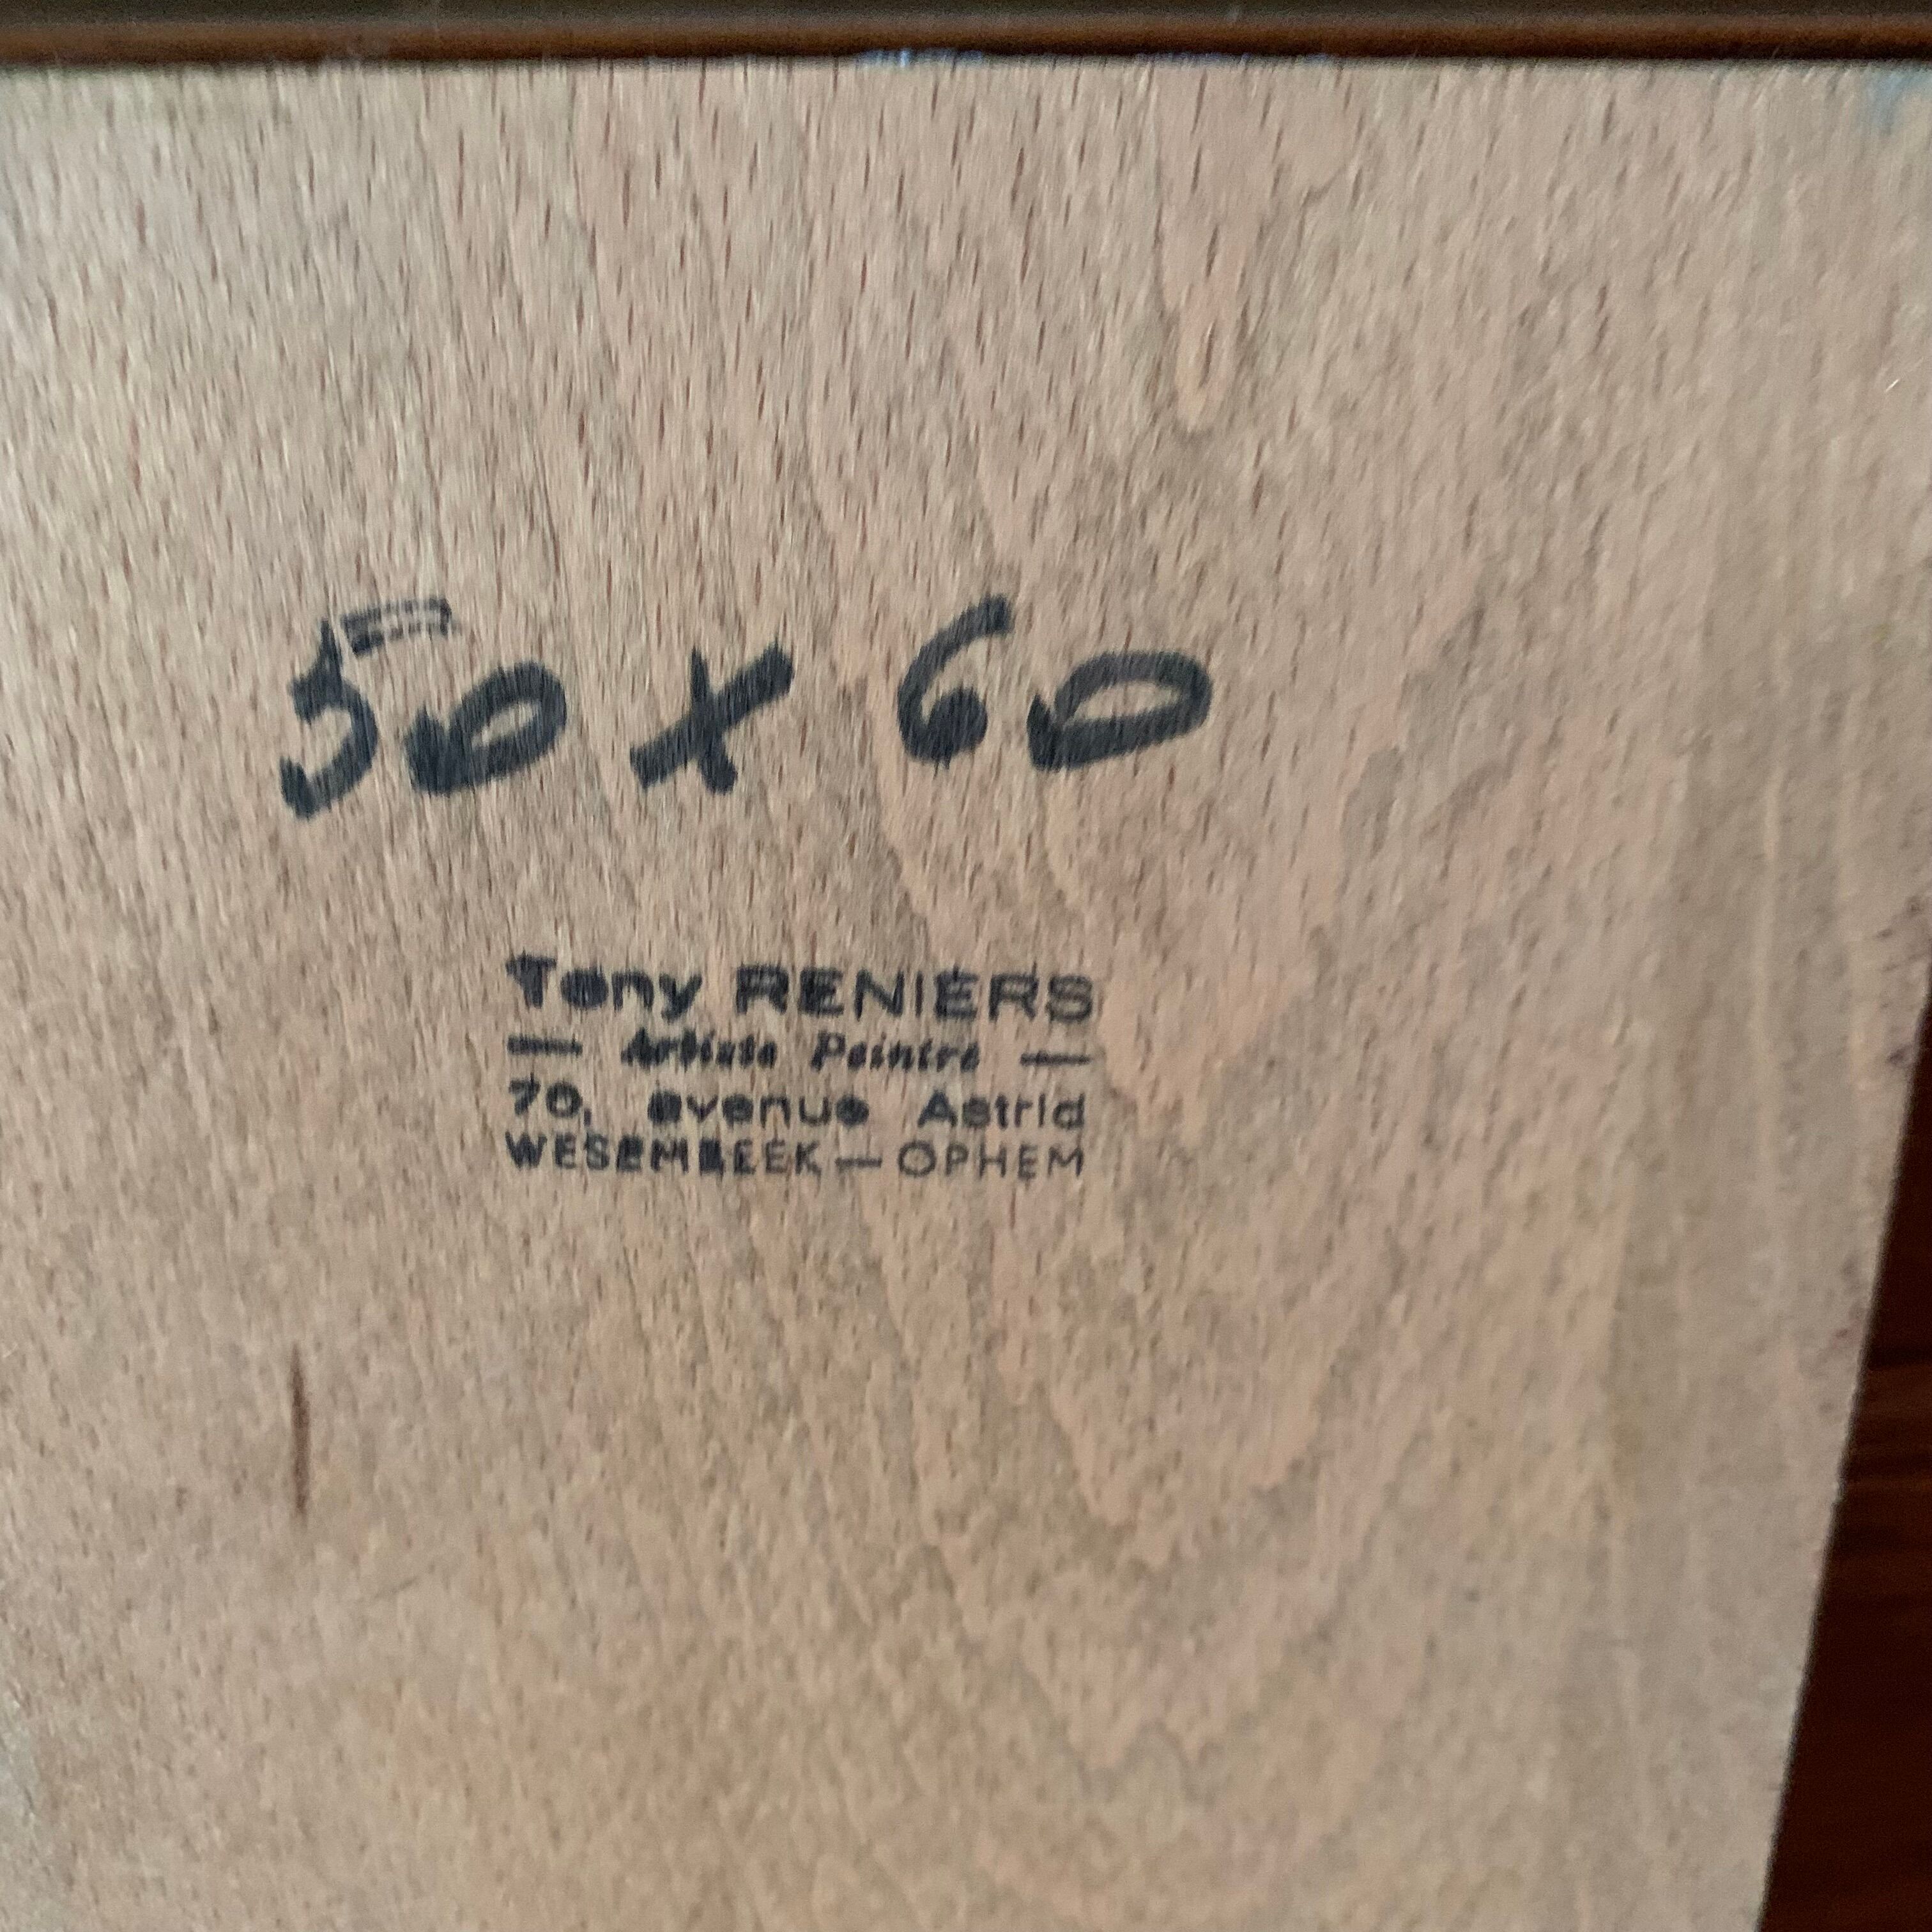 50 x 60
Tony RENIERS
— Artiste Peintre —
70, avenue Astrid
WESEMBEEK — OPHEM